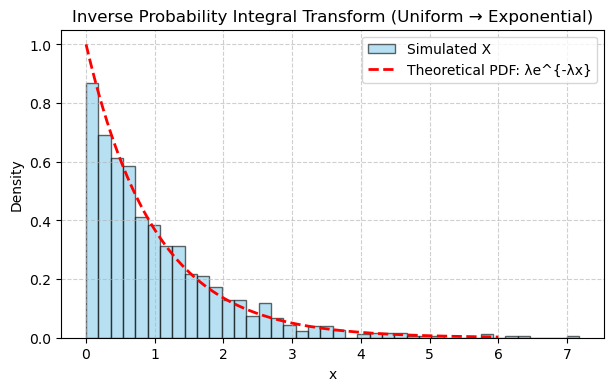 Inverse Probability Integral Transform (Uniform → Exponential)
Simulated X
Theoretical PDF: λe^{-λx}
Density
1.0
0.8
0.6
0.4
0.2
0.0
0 1 2 3 4 5 6 7
x